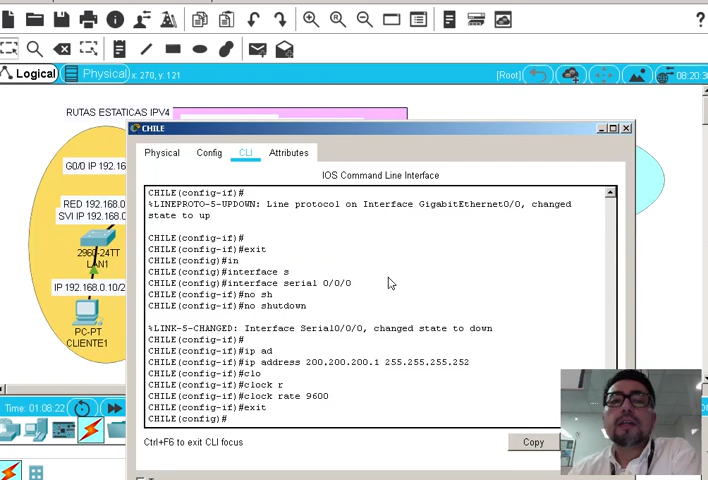 Logical
Physical
x: 270, y: 121
[Root]
08:20:3
RUTAS ESTATICAS IPV4
G0/0 IP 192.16
RED 192.168.0
SVI IP 192.168.
2960-24TT
LAN1
IP 192.168.0.10/2
PC-PT
CLIENTE1
CHILE
Physical
Config
CLI
Attributes
IOS Command Line Interface
CHILE(config-if)#
%LINEPROTO-5-UPDOWN: Line protocol on Interface GigabitEthernet0/0, changed
state to up
CHILE(config-if)#
CHILE(config-if)#exit
CHILE(config)#in
CHILE(config)#interface s
CHILE(config)#interface serial 0/0/0
CHILE(config-if)#no sh
CHILE(config-if)#no shutdown
%LINK-5-CHANGED: Interface Serial0/0/0, changed state to down
CHILE(config-if)#
CHILE(config-if)#ip ad
CHILE(config-if)#ip address 200.200.200.1 255.255.255.252
CHILE(config-if)#clo
CHILE(config-if)#clock r
CHILE(config-if)#clock rate 9600
CHILE(config-if)#exit
CHILE(config)#
Ctrl+F6 to exit CLI focus
Copy
Time: 01:08:22